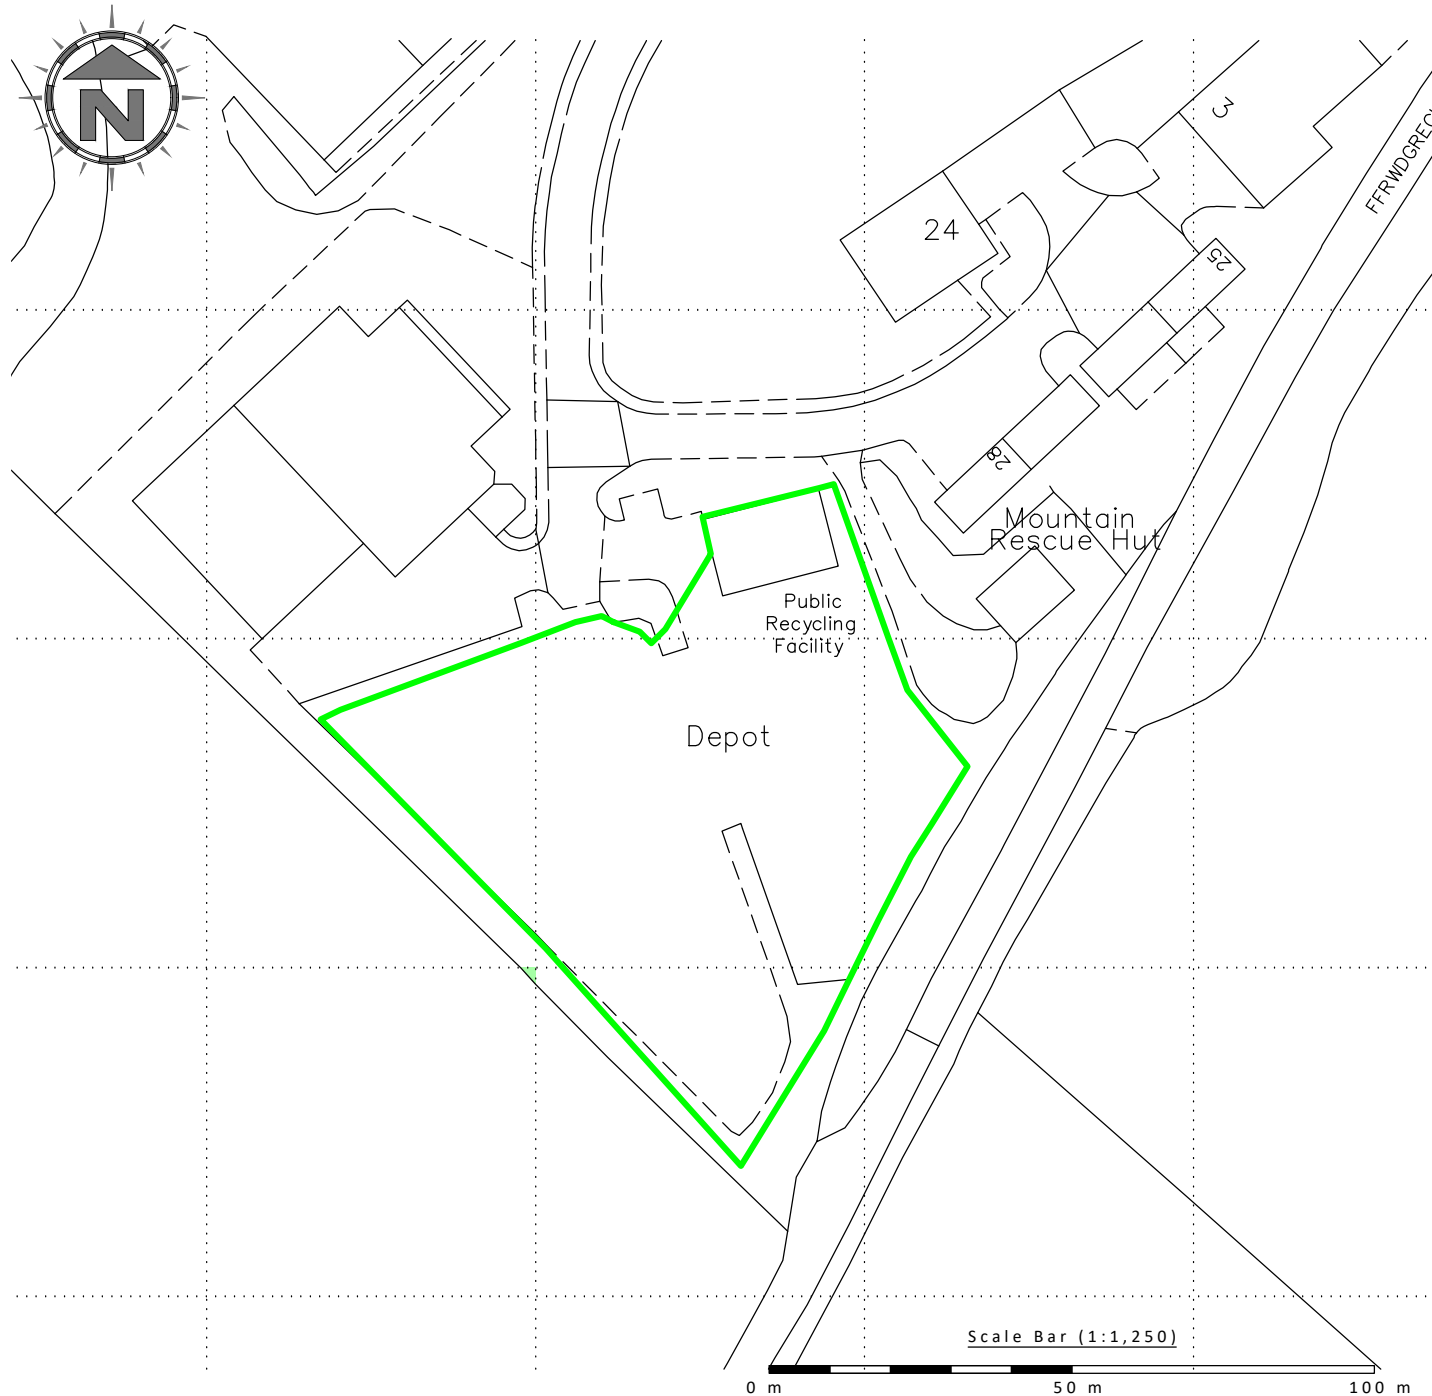 N
3
24
25
28
Mountain
Rescue Hut
Public
Recycling
Facility
Depot
Scale Bar (1:1,250)
0 m 50 m 100 m